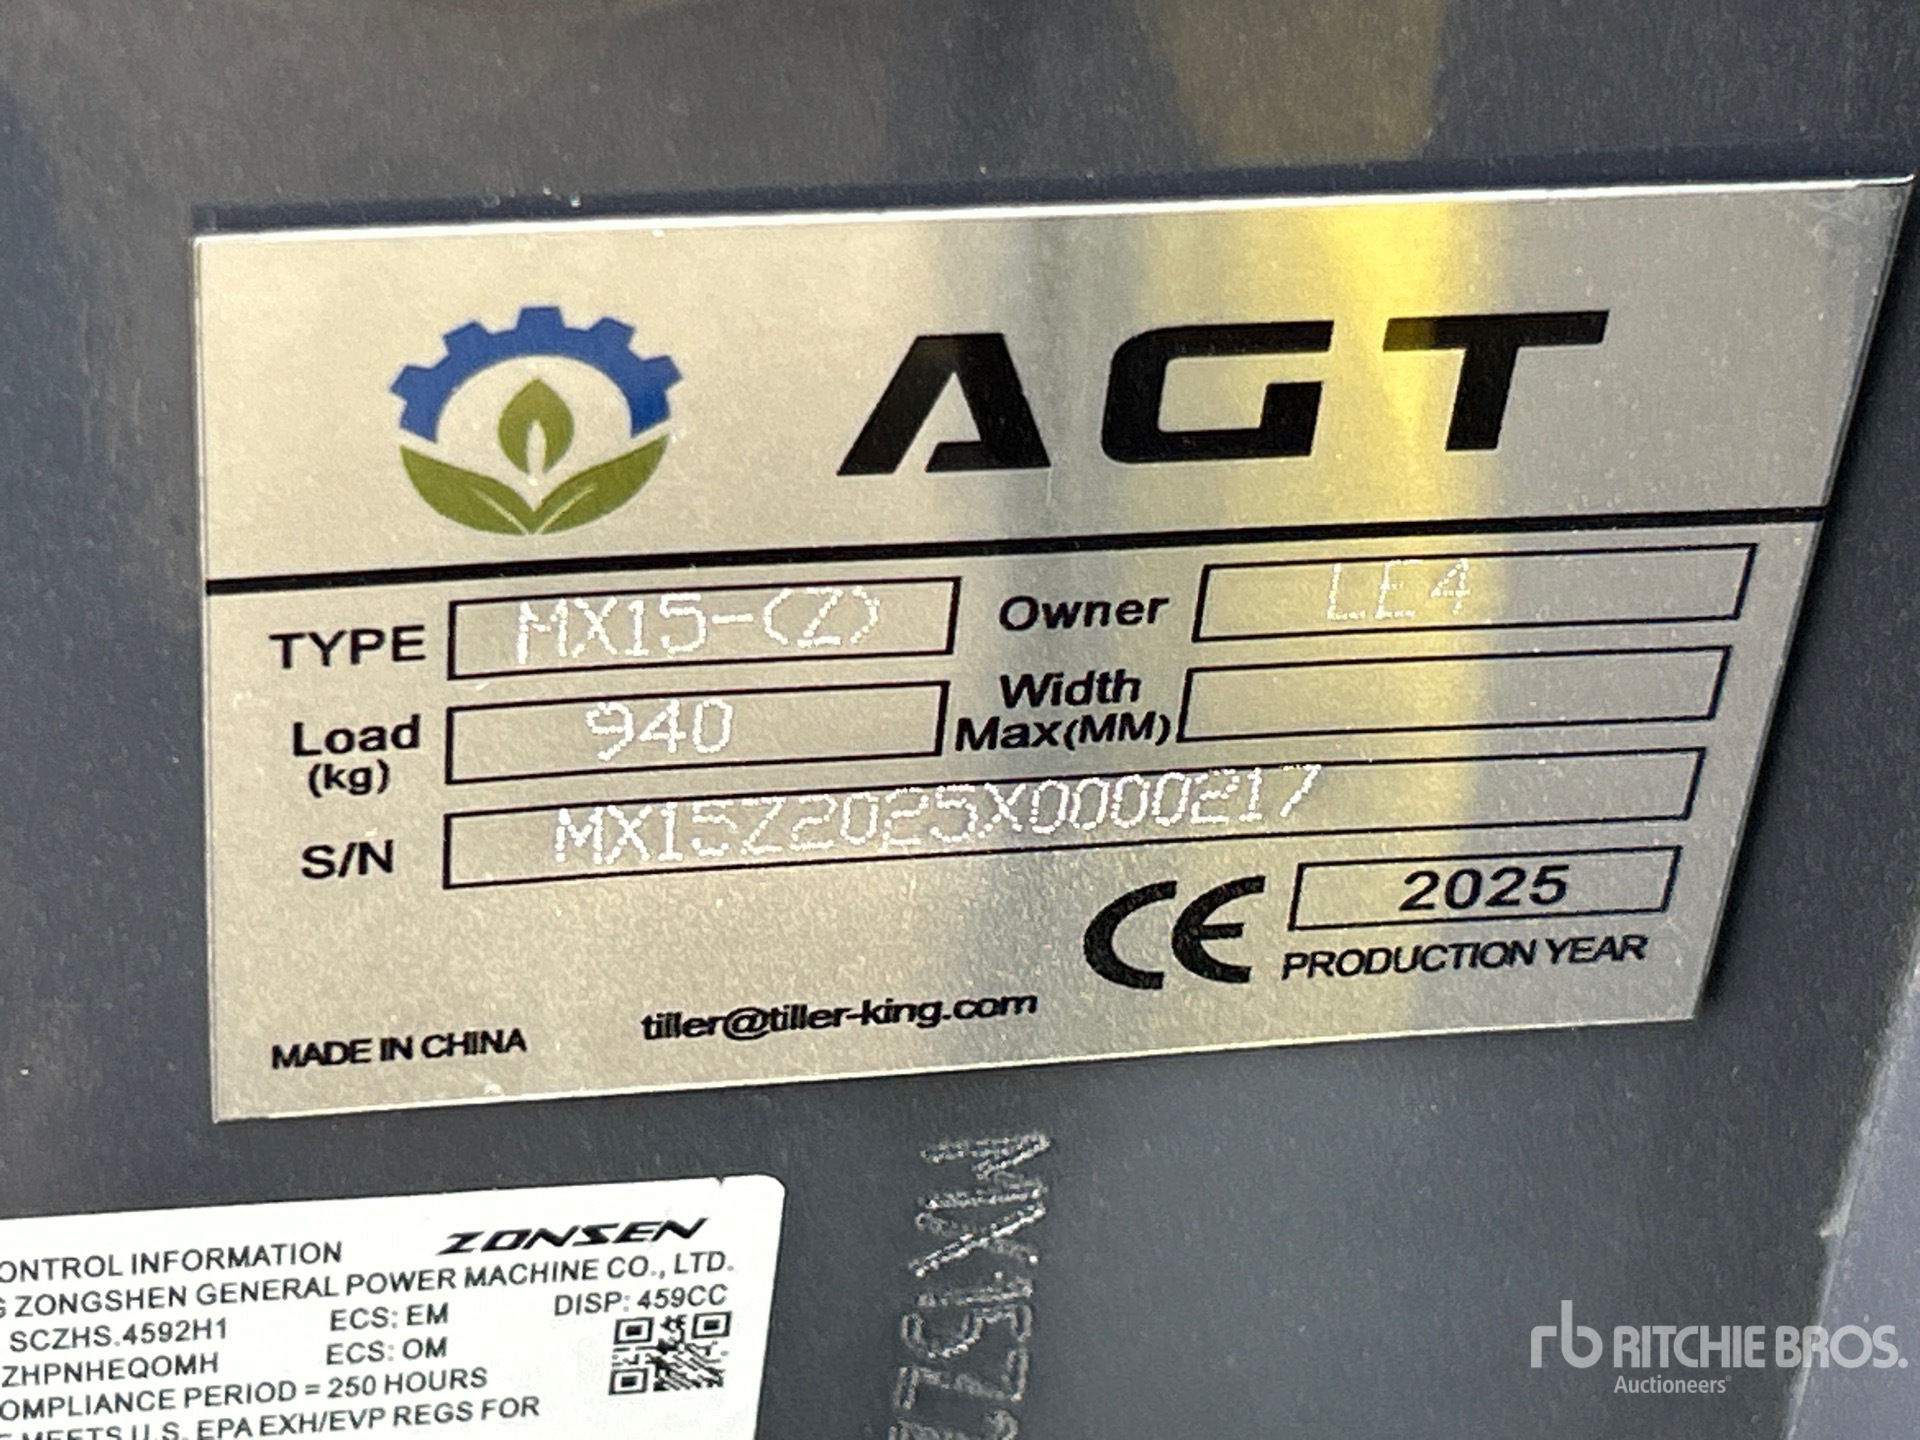 AGT
TYPE MX15-(Z) Owner LE4
Load (kg) 940 Width Max(MM)
S/N MX15Z2025X0000217
CE 2025
PRODUCTION YEAR
MADE IN CHINA tiller@tiller-king.com
MX15Z
ZONSEN
ONTROL INFORMATION
G ZONGSHEN GENERAL POWER MACHINE CO., LTD.
SCZHS.4592H1 ECS: EM DISP: 459CC
ZHPNHEQOMH ECS: OM
OMPLIANCE PERIOD = 250 HOURS
MEETS U.S. EPA EXH/EVP REGS FOR
rb RITCHIE BROS.
Auctioneers